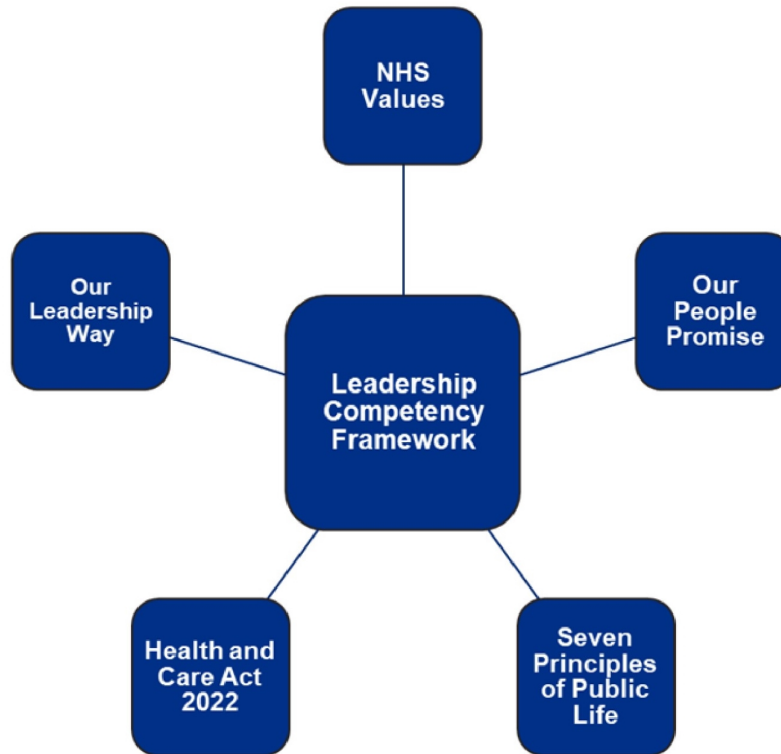 NHS
Values
Our
Leadership
Way
Our
People
Promise
Leadership
Competency
Framework
Health and
Care Act
2022
Seven
Principles
of Public
Life